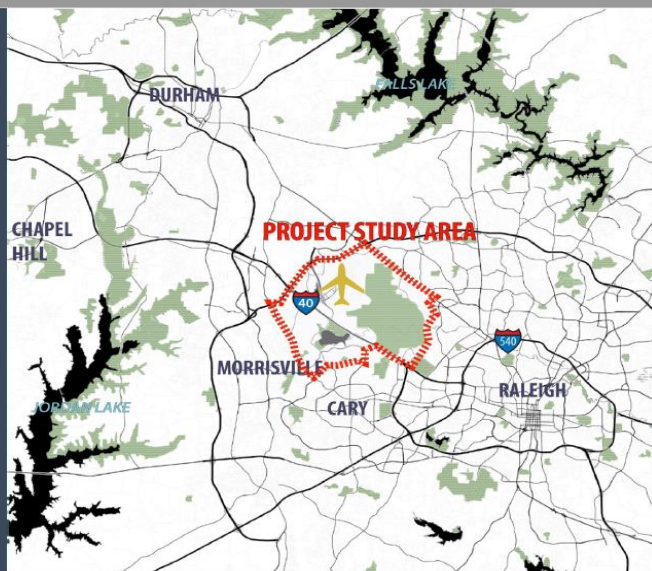 FALLS LAKE
DURHAM
CHAPEL
HILL
PROJECT STUDY AREA
40
540
MORRISVILLE
RALEIGH
CARY
JORDAN LAKE